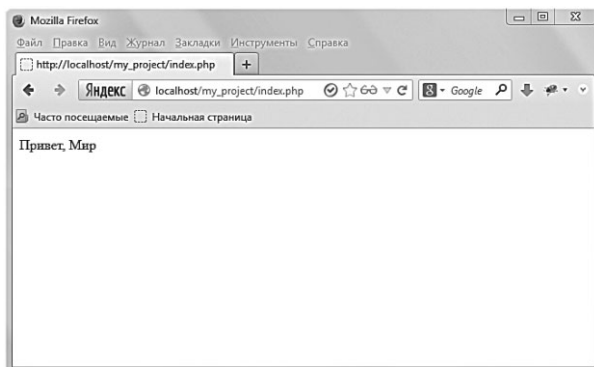 Mozilla Firefox
Файл Правка Вид Журнал Закладки Инструменты Справка
http://localhost/my_project/index.php +
Яндекс localhost/my_project/index.php 8 Google
Часто посещаемые Начальная страница
Привет, Мир